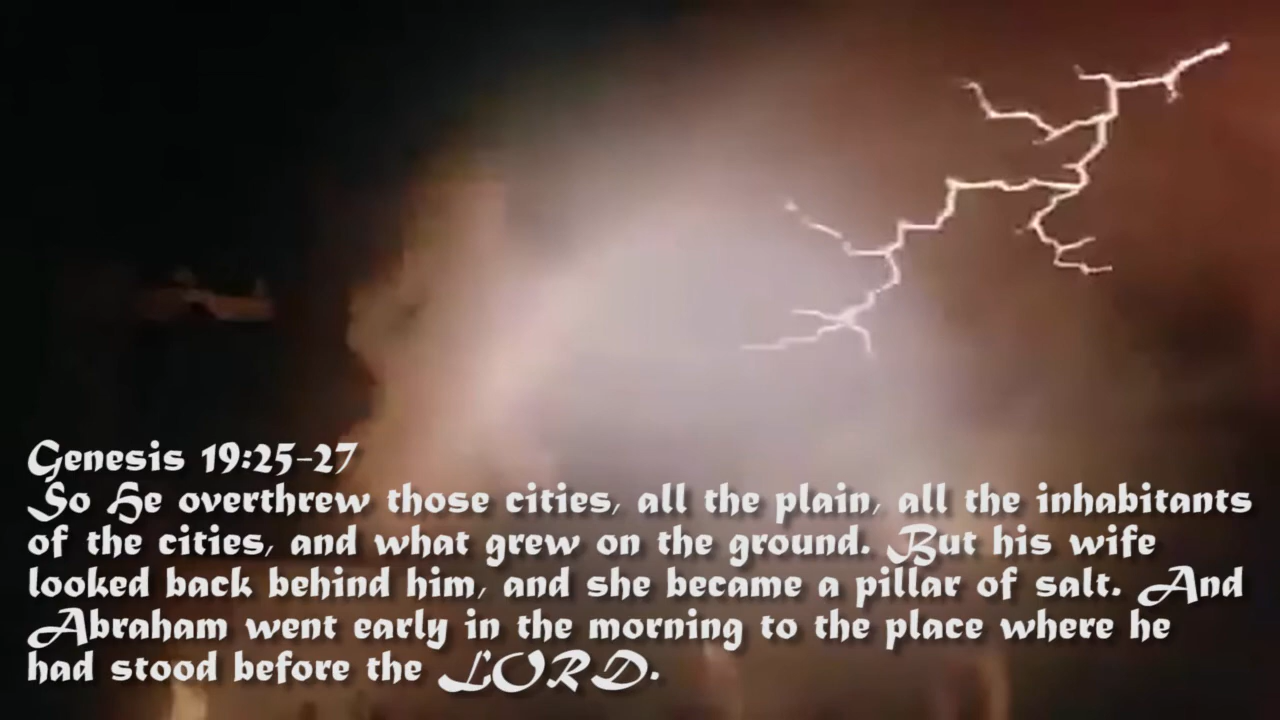 Genesis 19:25-27
So He overthrew those cities, all the plain, all the inhabitants
of the cities, and what grew on the ground. But his wife
looked back behind him, and she became a pillar of salt. And
Abraham went early in the morning to the place where he
had stood before the LORD.